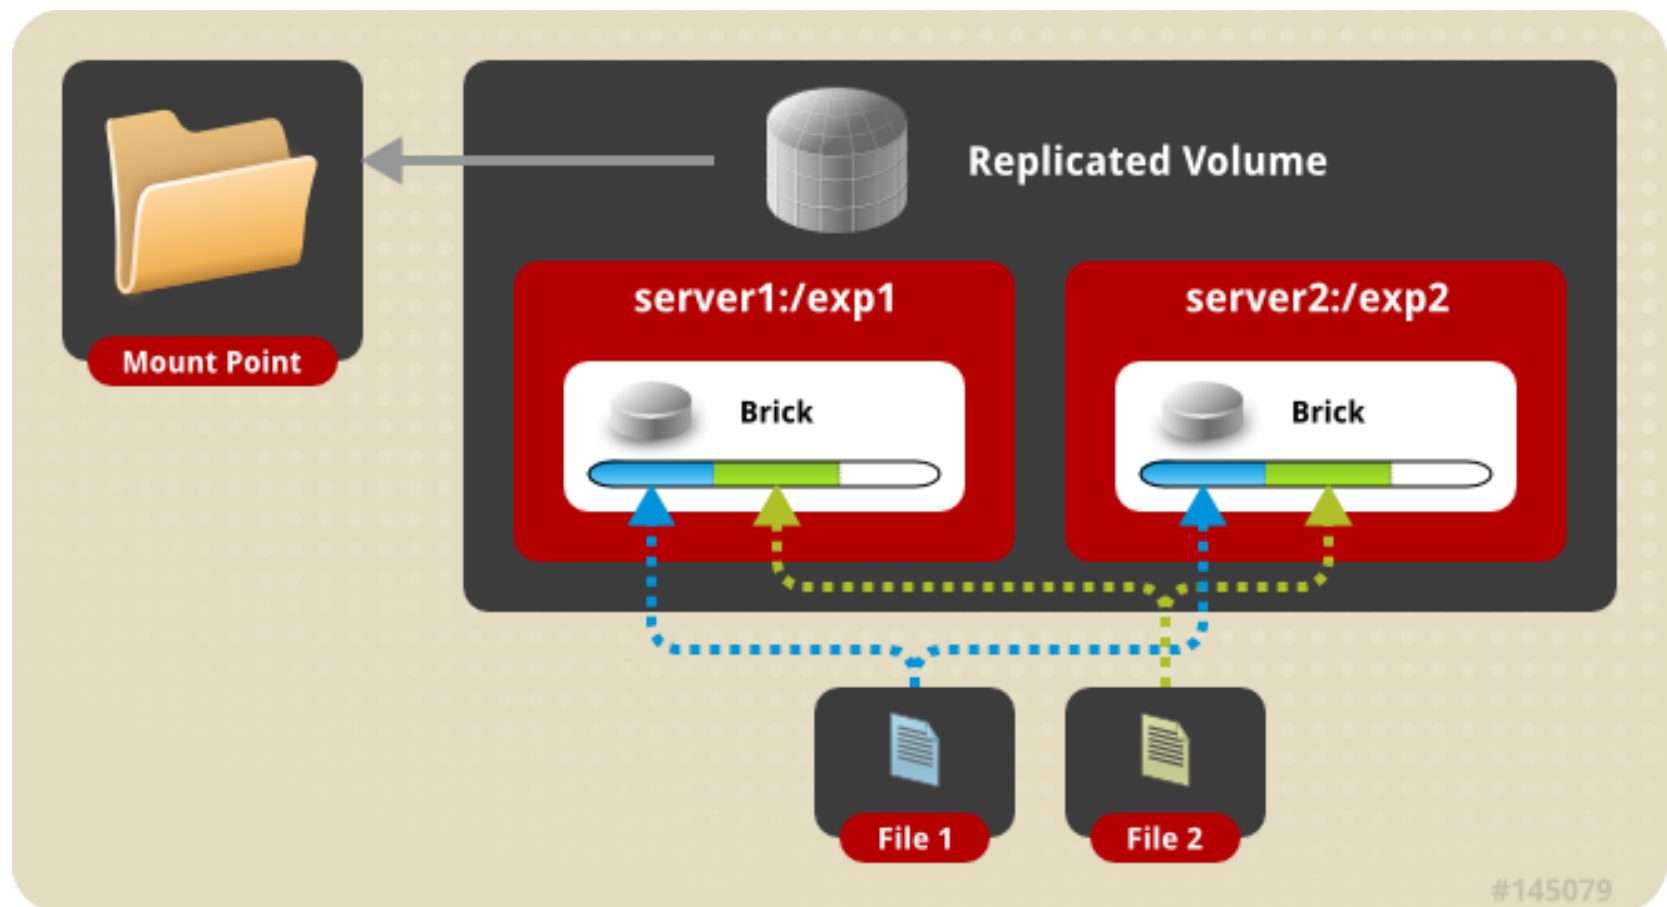 Replicated Volume
Mount Point
server1:/exp1
server2:/exp2
Brick
Brick
File 1
File 2
#145079